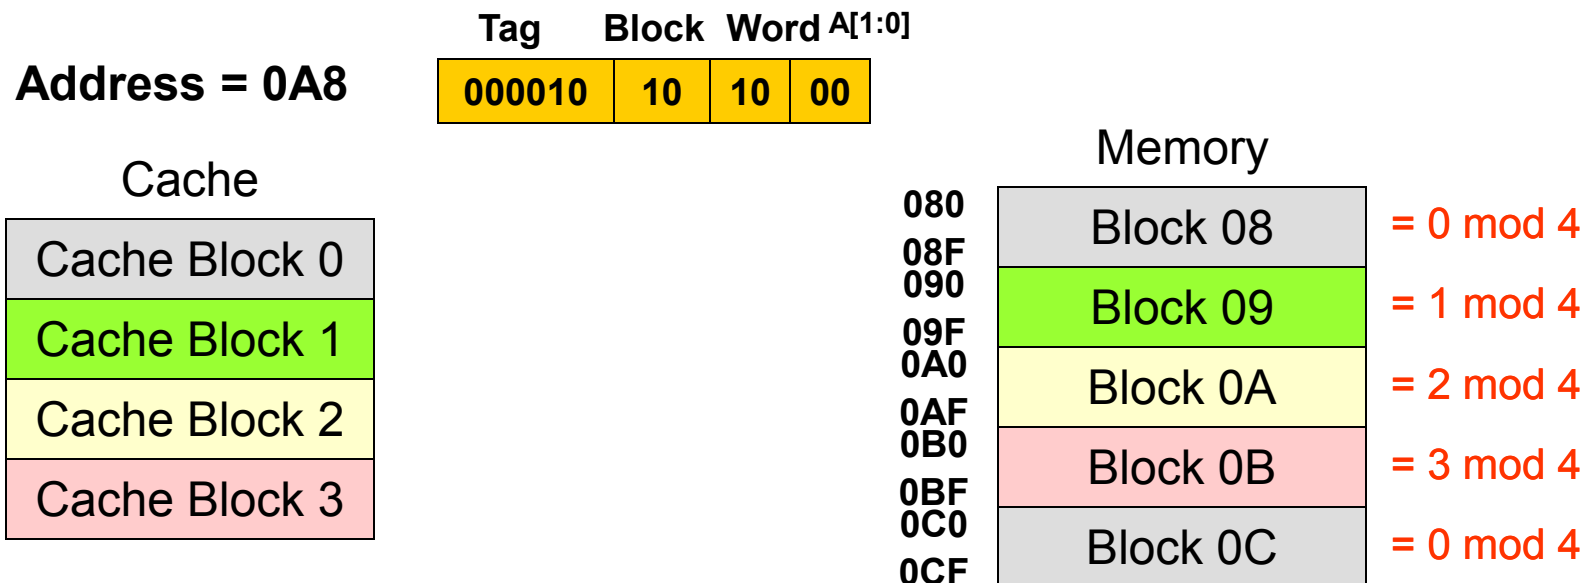 Tag Block Word A[1:0]
Address = 0A8
000010 10 10 00
Cache
Cache Block 0
Cache Block 1
Cache Block 2
Cache Block 3
Memory
080
08F
Block 08
= 0 mod 4
090
09F
Block 09
= 1 mod 4
0A0
0AF
Block 0A
= 2 mod 4
0B0
0BF
Block 0B
= 3 mod 4
0C0
0CF
Block 0C
= 0 mod 4